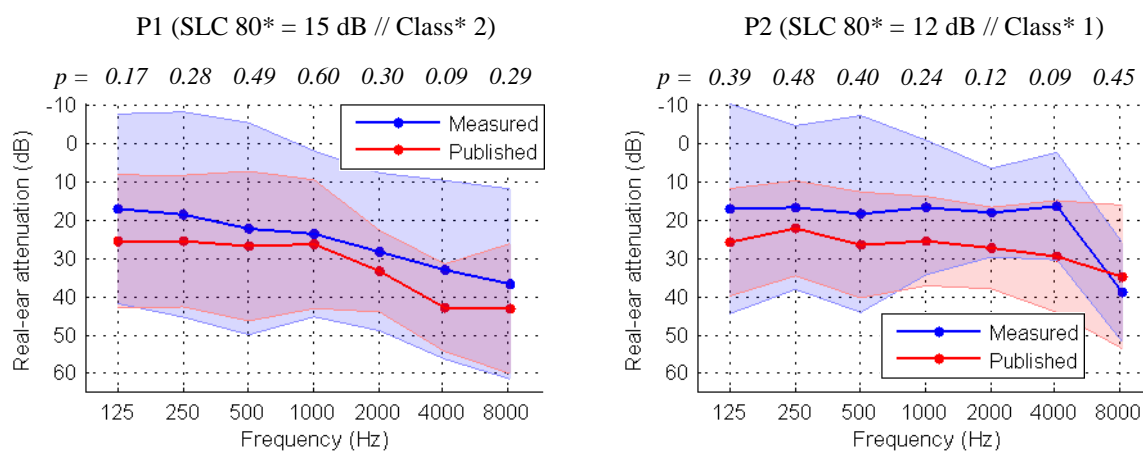 P1 (SLC 80* = 15 dB // Class* 2)
p = 0.17 0.28 0.49 0.60 0.30 0.09 0.29
-10
0
10
20
30
40
50
60
Real-ear attenuation (dB)
Measured
Published
125 250 500 1000 2000 4000 8000
Frequency (Hz)
P2 (SLC 80* = 12 dB // Class* 1)
p = 0.39 0.48 0.40 0.24 0.12 0.09 0.45
-10
0
10
20
30
40
50
60
Real-ear attenuation (dB)
Measured
Published
125 250 500 1000 2000 4000 8000
Frequency (Hz)